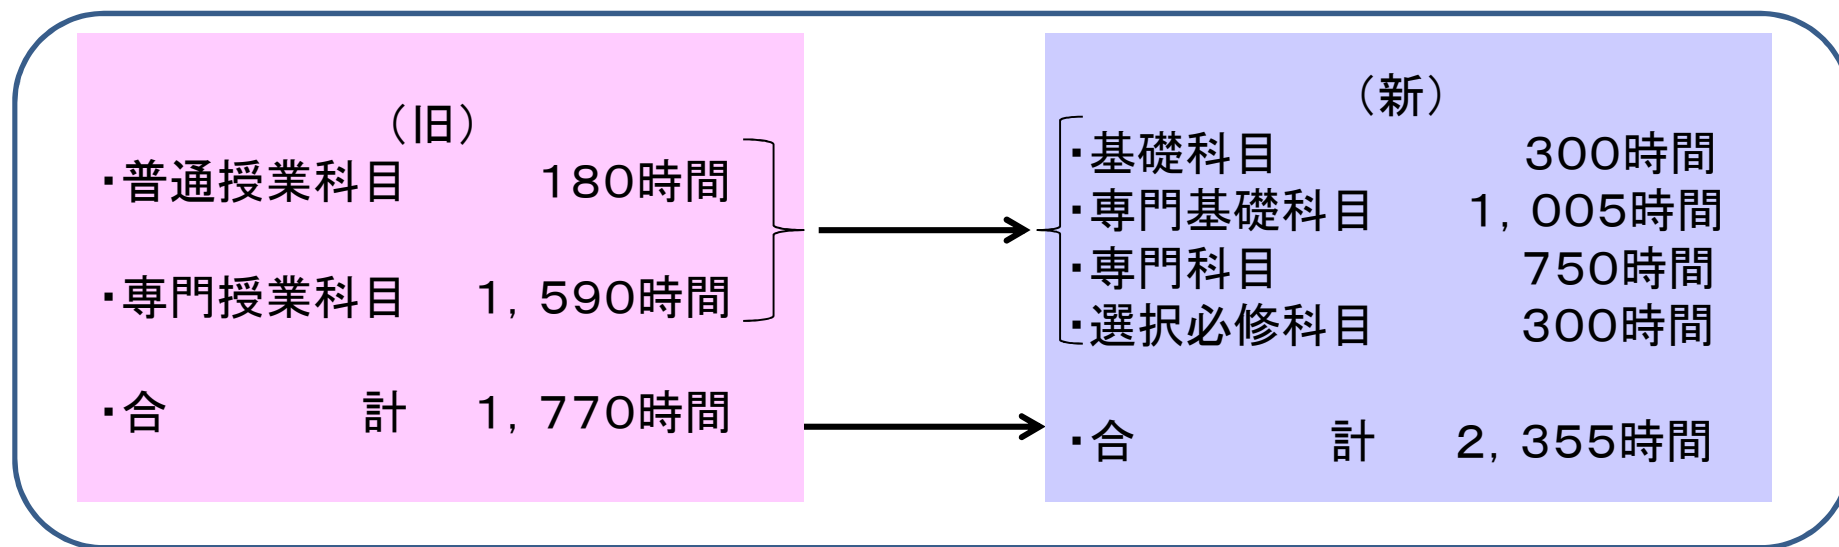 （旧）
・普通授業科目　　　180時間
・専門授業科目　　1，590時間
・合　　　　計　　1，770時間
（新）
・基礎科目　　　　　300時間
・専門基礎科目　　1，005時間
・専門科目　　　　　750時間
・選択必修科目　　　300時間
・合　　　　計　　2，355時間